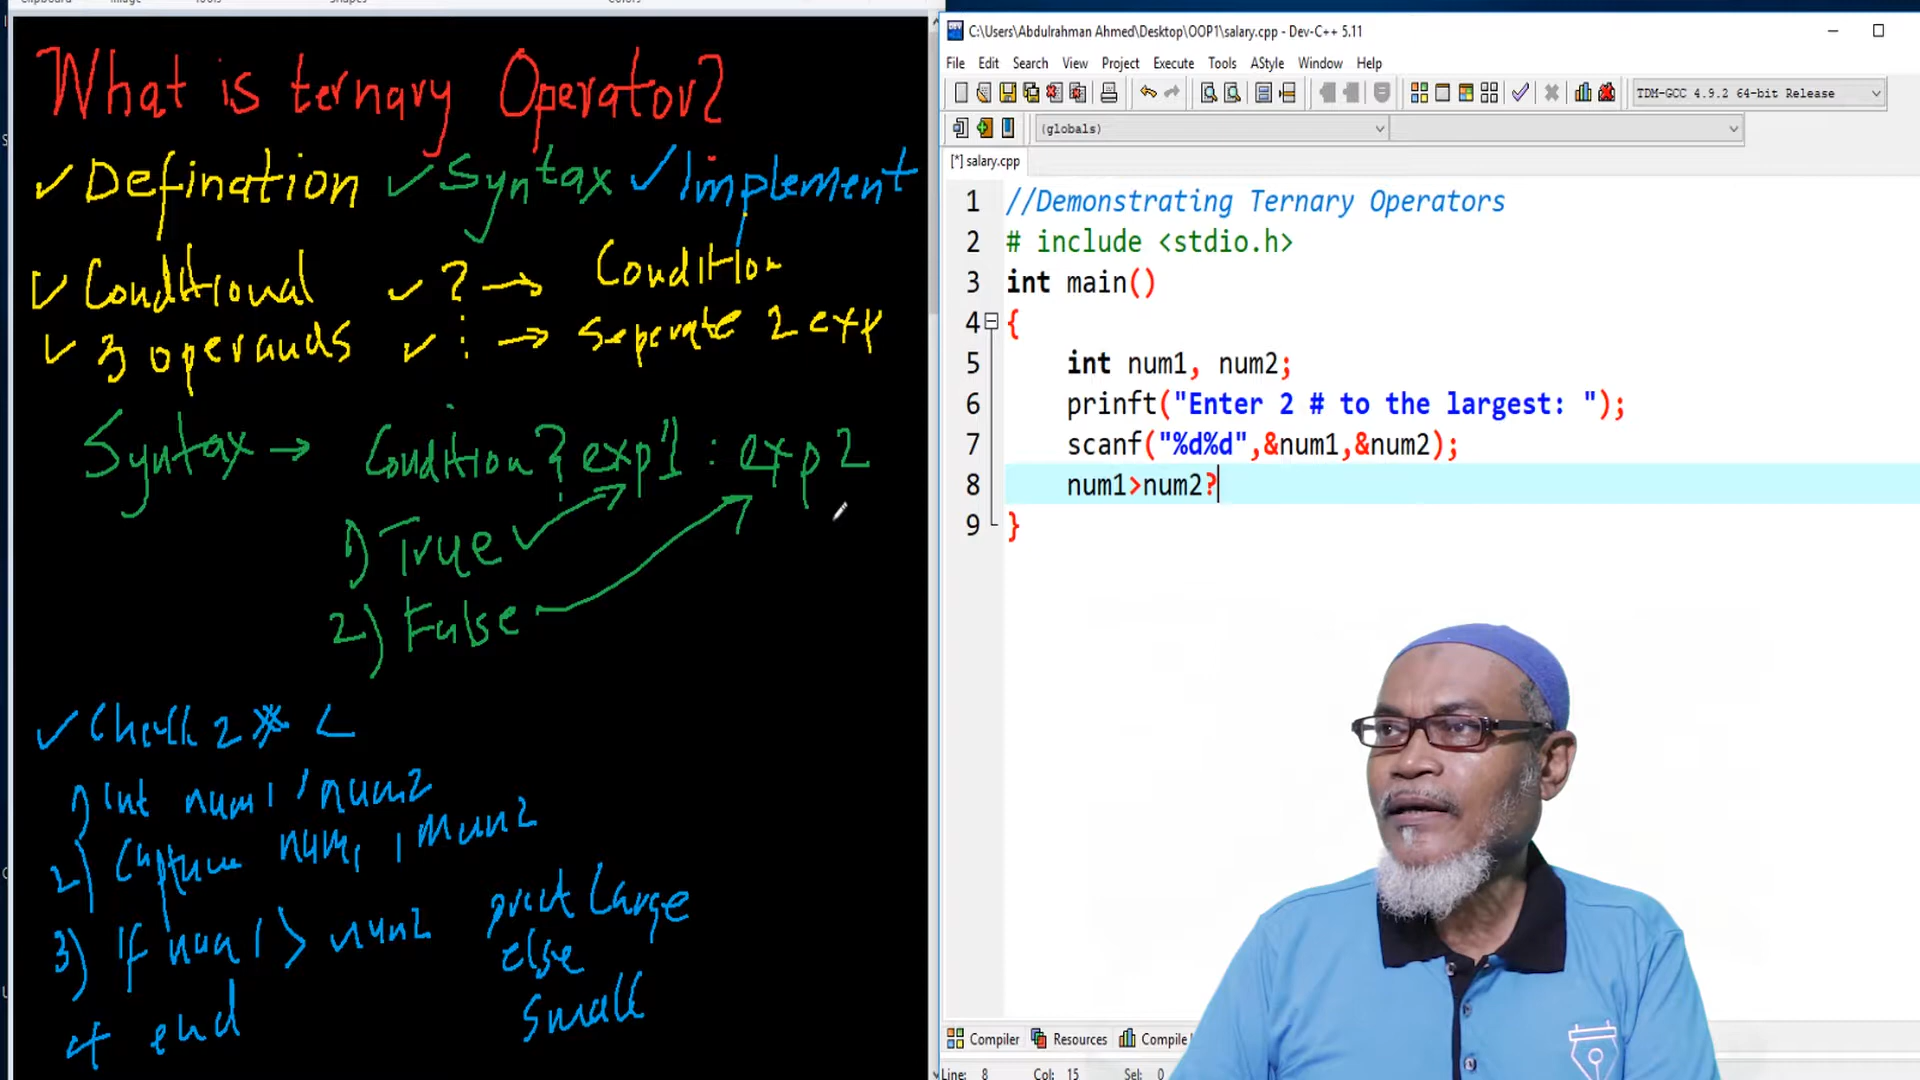 What is ternary Operator?
✓ Defination ✓ Syntax ✓ Implement
✓ Conditional ✓ ? → Condition
✓ 3 operands ✓ : → Seperate 2 exp
Syntax → Condition ? exp1 : exp2
1) True
2) False
✓ Check 2 #
1) int num1, num2
2) Capture num1, num2
3) If num1 > num2 print Large
else
Small
4 end
C:\Users\Abdulrahman Ahmed\Desktop\OOP1\salary.cpp - Dev-C++ 5.11
File Edit Search View Project Execute Tools AStyle Window Help
TDM-GCC 4.9.2 64-bit Release
(globals)
[*] salary.cpp
1 //Demonstrating Ternary Operators
2 # include <stdio.h>
3 int main()
4 {
5 int num1, num2;
6 prinft("Enter 2 # to the largest: ");
7 scanf("%d%d",&num1,&num2);
8 num1>num2?
9 }
Compiler Resources Compile
Line: 8 Col: 15 Sel: 0